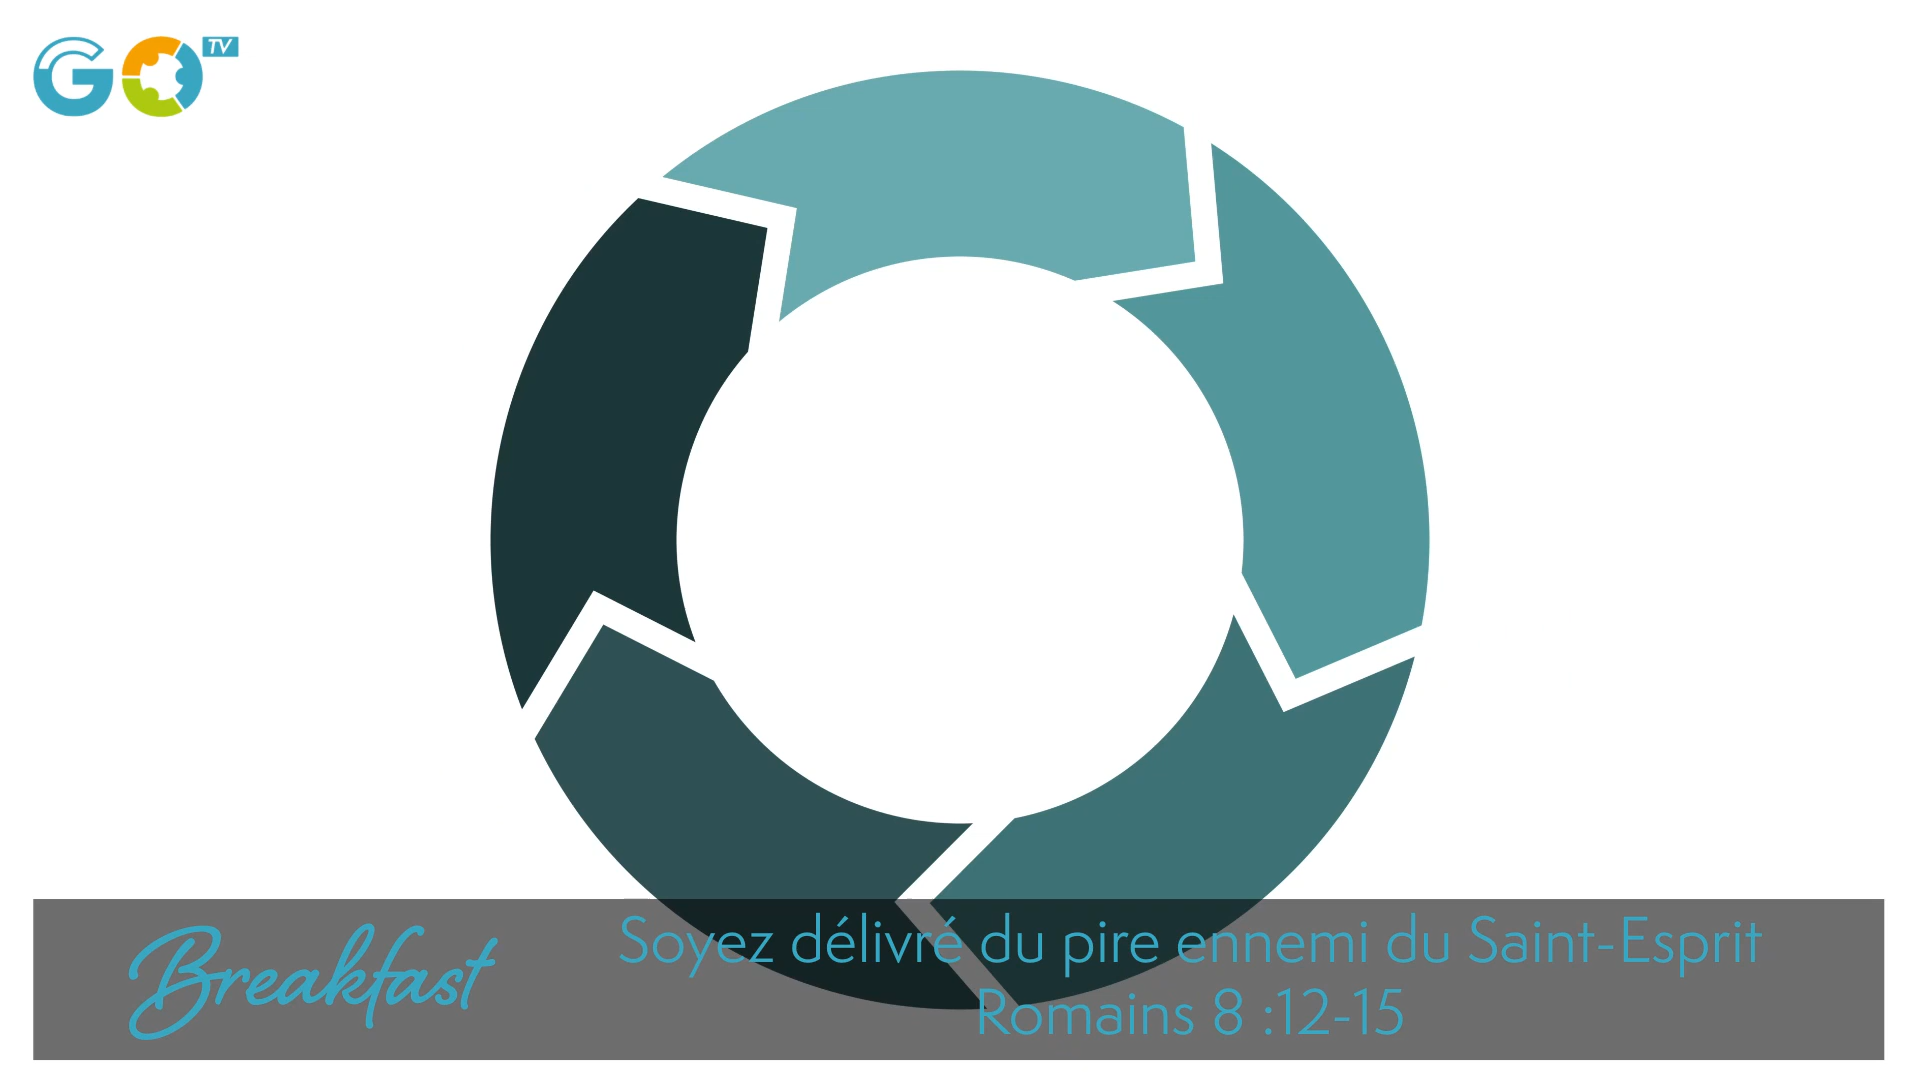 GO TV
Breakfast
Soyez délivré du pire ennemi du Saint-Esprit
Romains 8 :12-15